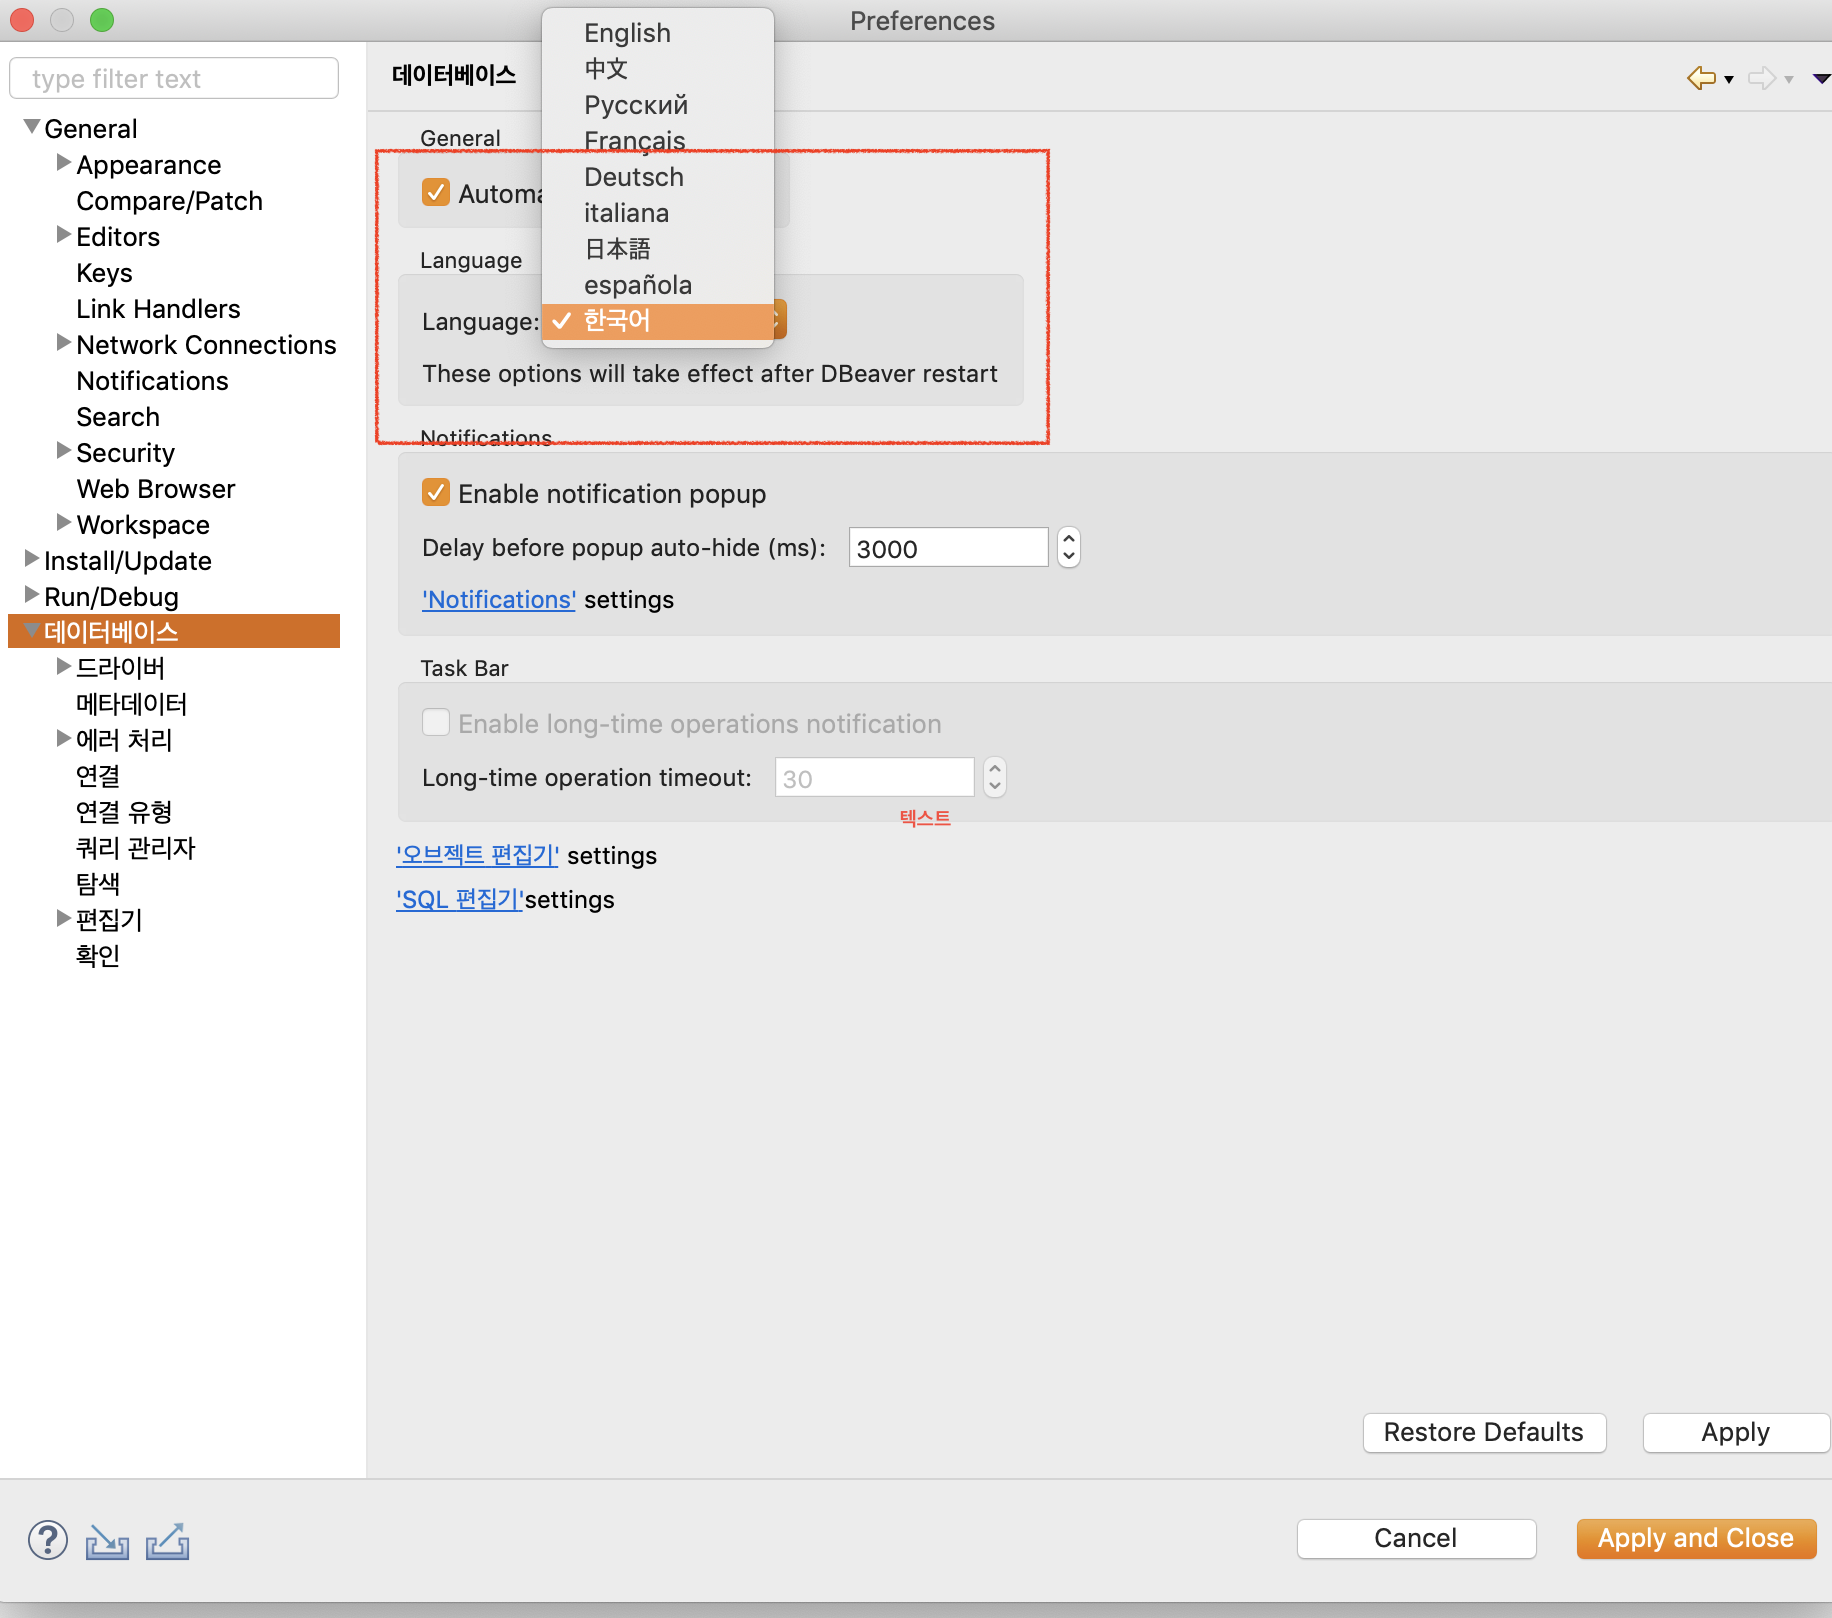 Preferences
type filter text
General
Appearance
Compare/Patch
Editors
Keys
Link Handlers
Network Connections
Notifications
Search
Security
Web Browser
Workspace
Install/Update
Run/Debug
데이터베이스
드라이버
메타데이터
에러 처리
연결
연결 유형
쿼리 관리자
탐색
편집기
확인
데이터베이스
English
中文
Русский
Français
Deutsch
italiana
日本語
española
한국어
General
Automa
Language
Language:
These options will take effect after DBeaver restart
Notifications
Enable notification popup
Delay before popup auto-hide (ms): 3000
'Notifications' settings
Task Bar
Enable long-time operations notification
Long-time operation timeout: 30
텍스트
'오브젝트 편집기' settings
'SQL 편집기'settings
Restore Defaults Apply
? Cancel Apply and Close